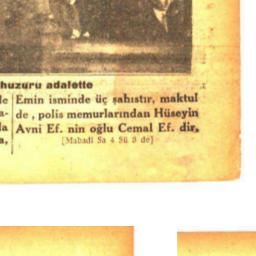 huzuru adalette
le Emin isminde üç şahıstır, maktul
a- de , polis memurlarından Hüseyin
la Avni Ef. nin oğlu Cemal Ef. dir,
a, [Mabadi Sa 4 Sü 3 de]